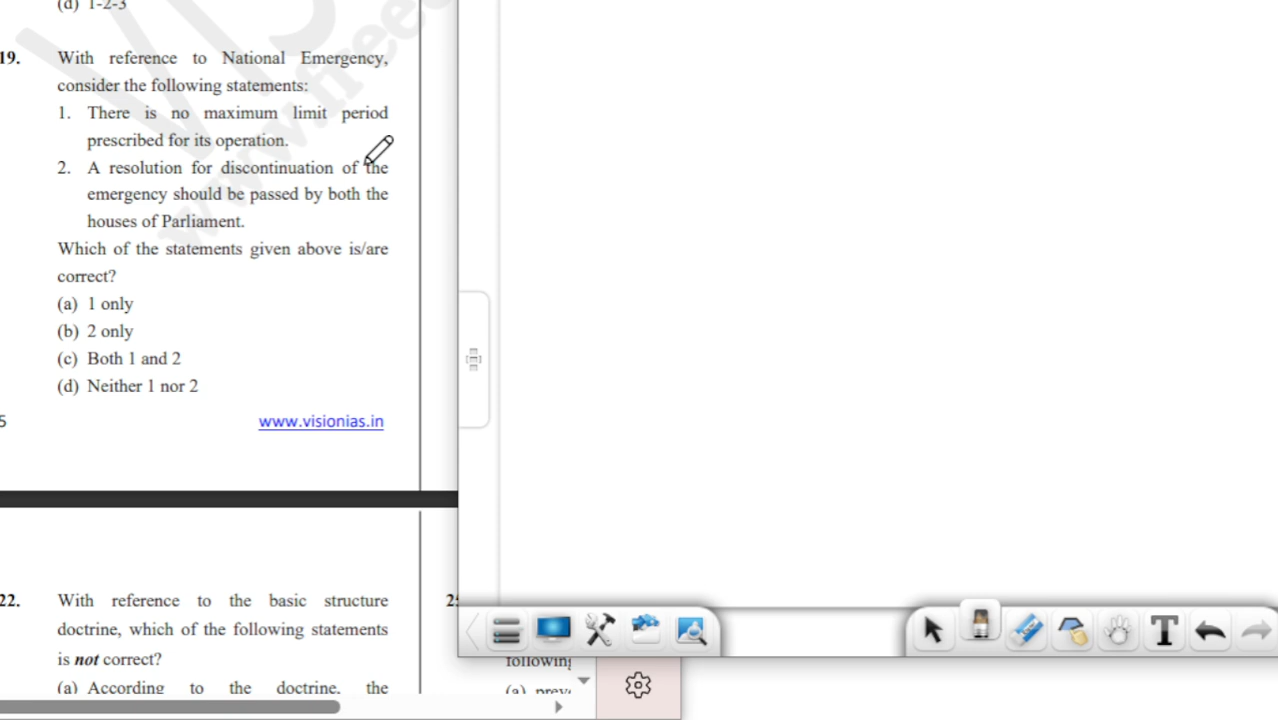 (d) 1-2-3
19. With reference to National Emergency,
consider the following statements:
1. There is no maximum limit period
prescribed for its operation.
2. A resolution for discontinuation of the
emergency should be passed by both the
houses of Parliament.
Which of the statements given above is/are
correct?
(a) 1 only
(b) 2 only
(c) Both 1 and 2
(d) Neither 1 nor 2
5 www.visionias.in
22. With reference to the basic structure
doctrine, which of the following statements
is not correct?
(a) According to the doctrine, the
following
(a) prev
T